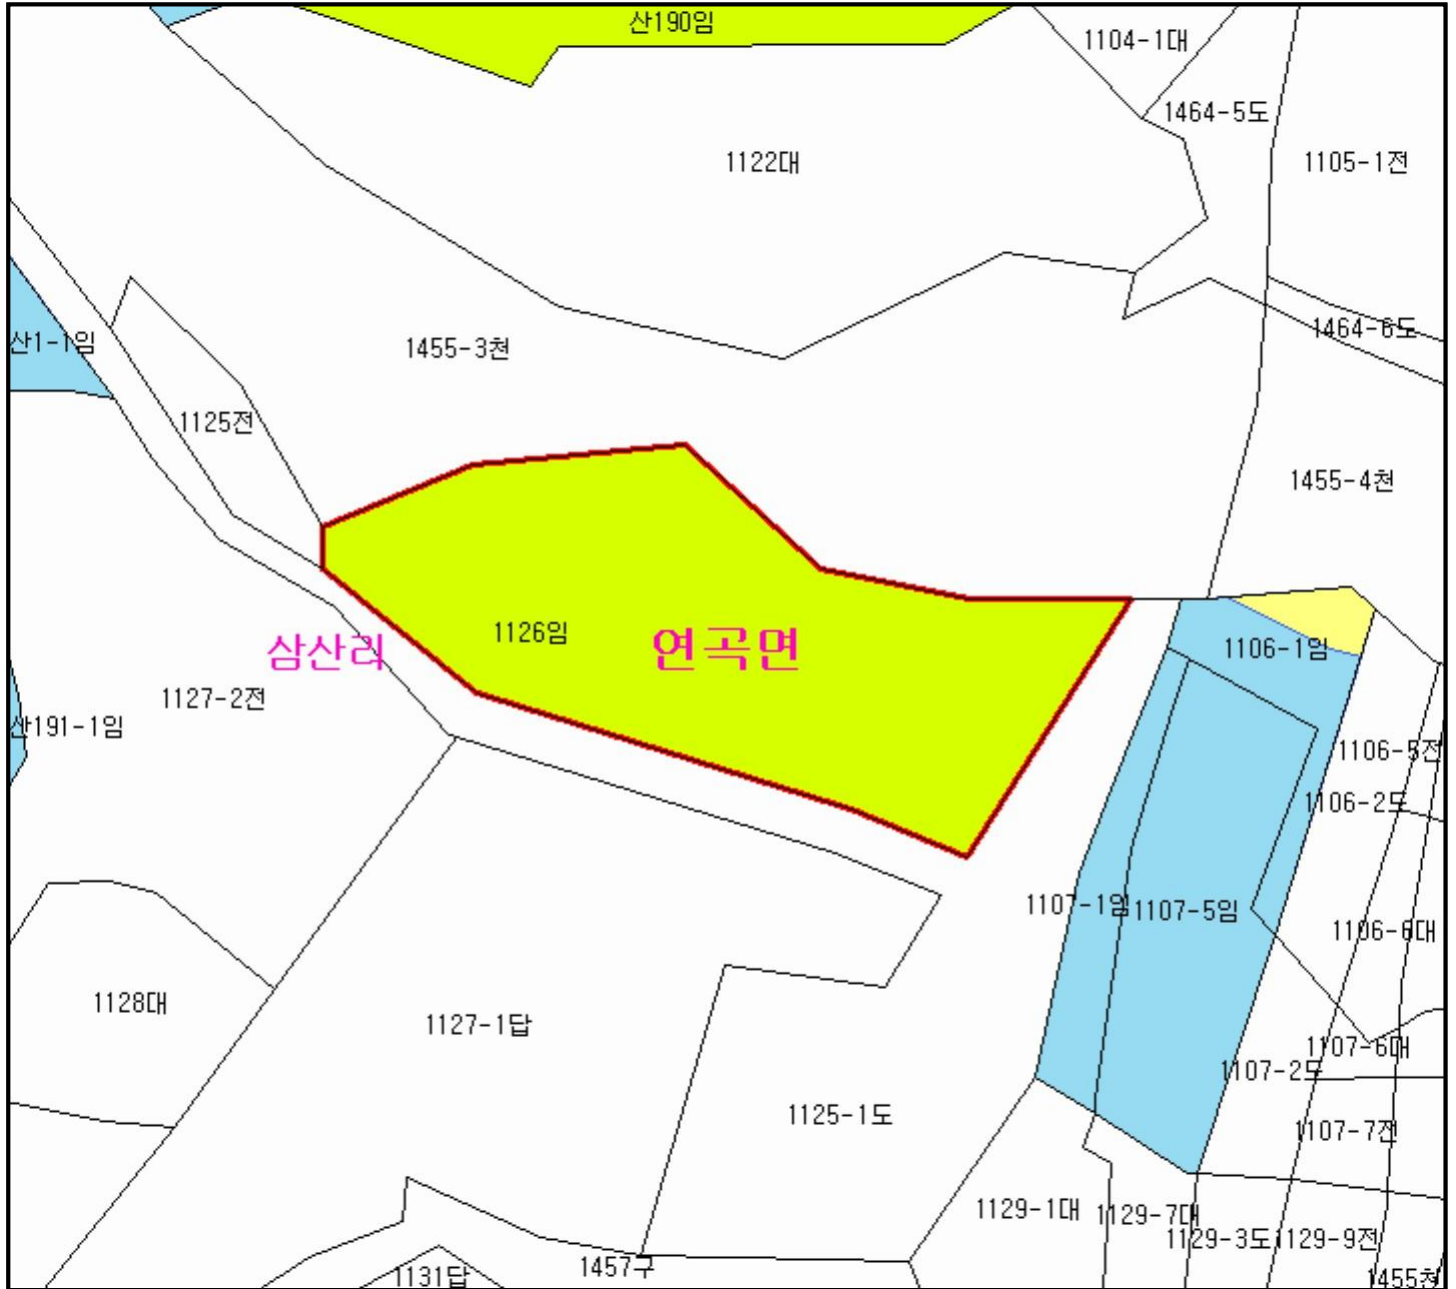 산190임
1104-1대
1464-5도
1122대
1105-1전
1464-6도
산1-1임
1455-3천
1125전
1455-4천
1126임
연곡면
삼산리
1106-1임
1127-2전
산191-1임
1106-5전
1106-2도
1107-1임
1107-5임
1106-6대
1128대
1127-1답
1107-6대
1107-2도
1125-1도
1107-7전
1129-1대
1129-7대
1129-3도
1129-9전
1457구
1131답
1455천